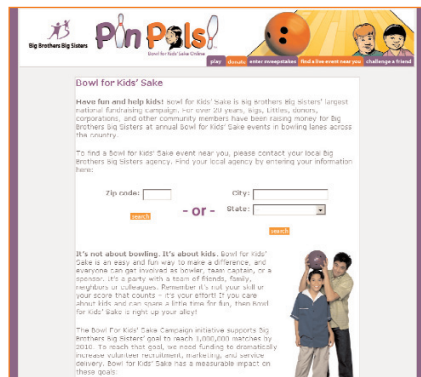 Big Brothers Big Sisters
Pin Pals!
Bowl for Kids' Sake Online
play donate enter sweepstakes find a live event near you challenge a friend
Bowl for Kids' Sake
Have fun and help kids! Bowl for Kids' Sake is Big Brothers Big Sisters' largest
national fundraising campaign. For over 20 years, Bigs, Littles, donors,
corporations, and other community members have been raising money for Big
Brothers Big Sisters at annual Bowl for Kids' Sake events in bowling lanes across
the country.
To find a Bowl for Kids' Sake event near you, please contact your local Big
Brothers Big Sisters agency. Find your local agency by entering your information
here:
Zip code:
search
- or -
City:
State:
search
It's not about bowling. It's about kids. Bowl for Kids'
Sake is an easy and fun way to make a difference, and
everyone can get involved as bowler, team captain, or a
sponsor. It's a party with a team of friends, family,
neighbors or colleagues. Remember it's not your skill or
your score that counts – it's your effort! If you care
about kids and can spare a little time for fun, then Bowl
for Kids' Sake is right up your alley!
The Bowl For Kids' Sake Campaign initiative supports Big
Brothers Big Sisters' goal to reach 1,000,000 matches by
2010. To reach that goal, we need funding to dramatically
increase volunteer recruitment, marketing, and service
delivery. Bowl for Kids' Sake has a measurable impact on
these goals.